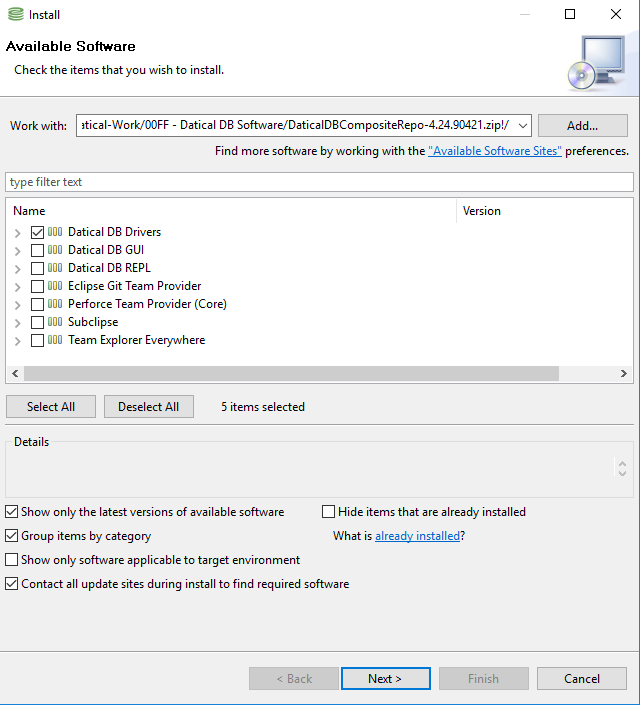 Install
Available Software
Check the items that you wish to install.
Work with: atical-Work/00FF - Datical DB Software/DaticalDBCompositeRepo-4.24.90421.zip!/ Add...
Find more software by working with the "Available Software Sites" preferences.
type filter text
Name Version
Datical DB Drivers
Datical DB GUI
Datical DB REPL
Eclipse Git Team Provider
Perforce Team Provider (Core)
Subclipse
Team Explorer Everywhere
Select All Deselect All 5 items selected
Details
Show only the latest versions of available software Hide items that are already installed
Group items by category What is already installed?
Show only software applicable to target environment
Contact all update sites during install to find required software
< Back Next > Finish Cancel